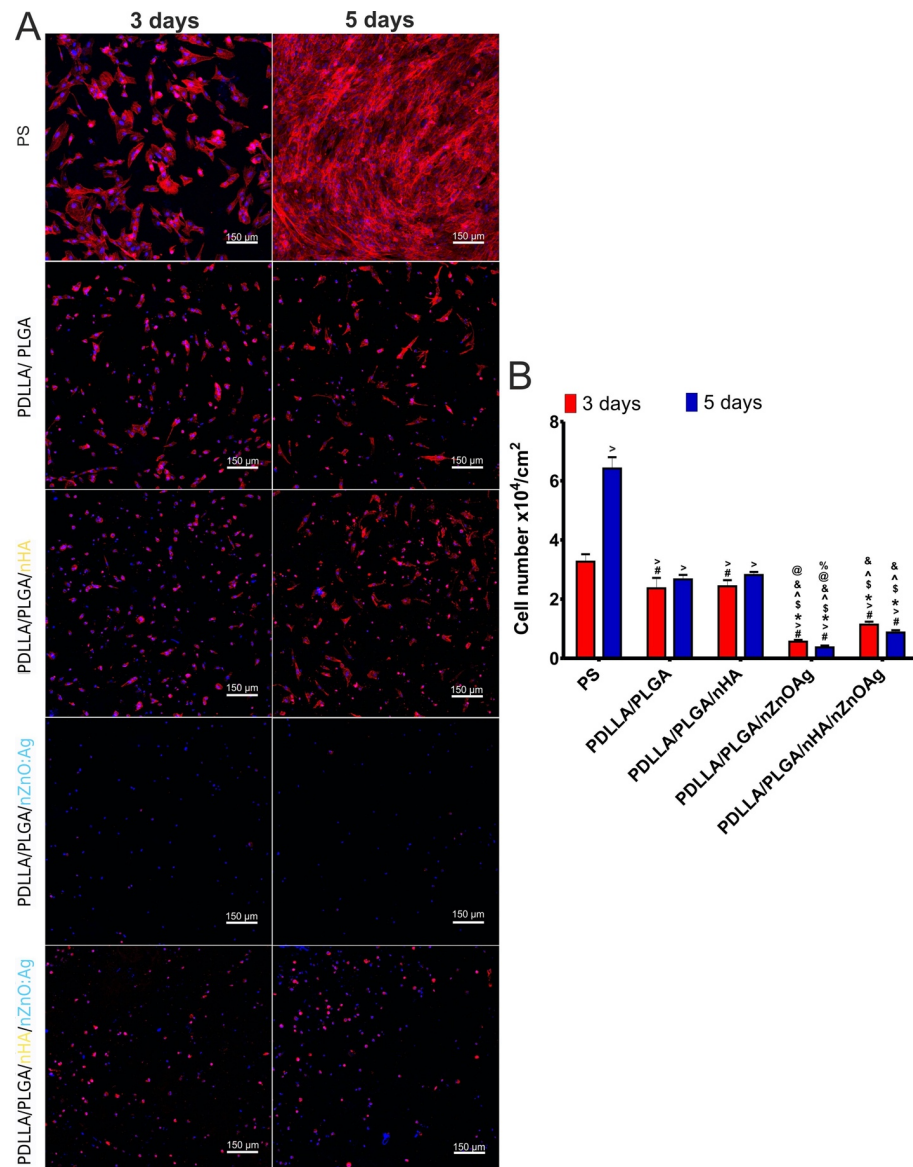 A
3 days
5 days
PS
150 µm
150 µm
PDLLA/ PLGA
150 µm
150 µm
PDLLA/PLGA/nHA
150 µm
150 µm
PDLLA/PLGA/nZnO:Ag
150 µm
150 µm
PDLLA/PLGA/nHA/nZnO:Ag
150 µm
150 µm
B
3 days
5 days
Cell number x10⁴/cm²
8
6
4
2
0
>
>
#
>
>
#
>
@
&
^
$
*
>
#
%
@
&
^
$
*
>
#
&
^
$
*
>
#
&
^
$
*
>
#
PS
PDLLA/PLGA
PDLLA/PLGA/nHA
PDLLA/PLGA/nZnOAg
PDLLA/PLGA/nHA/nZnOAg